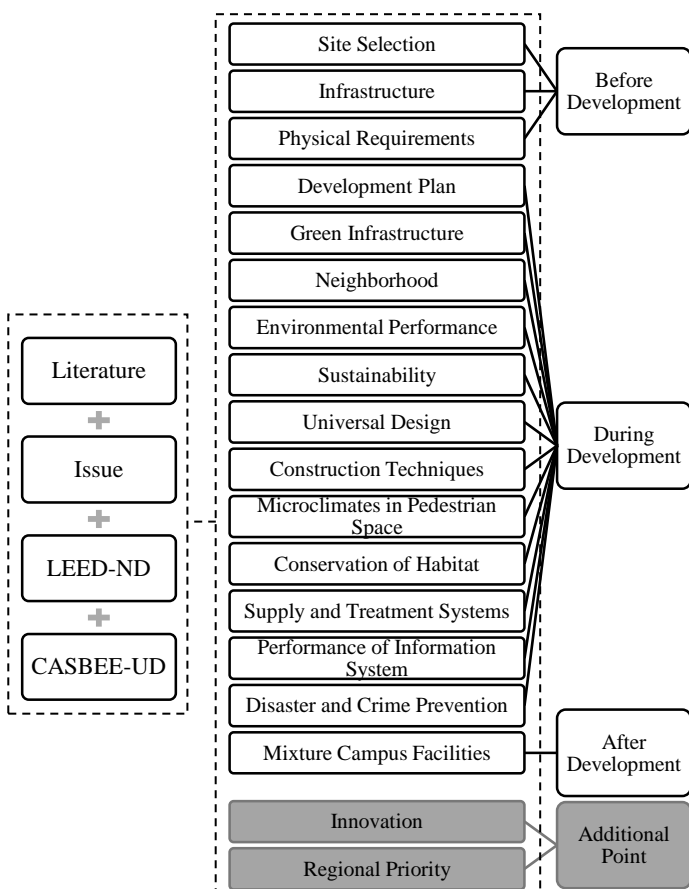 Literature
Issue
LEED-ND
CASBEE-UD
Site Selection
Infrastructure
Physical Requirements
Development Plan
Green Infrastructure
Neighborhood
Environmental Performance
Sustainability
Universal Design
Construction Techniques
Microclimates in Pedestrian
Space
Conservation of Habitat
Supply and Treatment Systems
Performance of Information
System
Disaster and Crime Prevention
Mixture Campus Facilities
Innovation
Regional Priority
Before
Development
During
Development
After
Development
Additional
Point